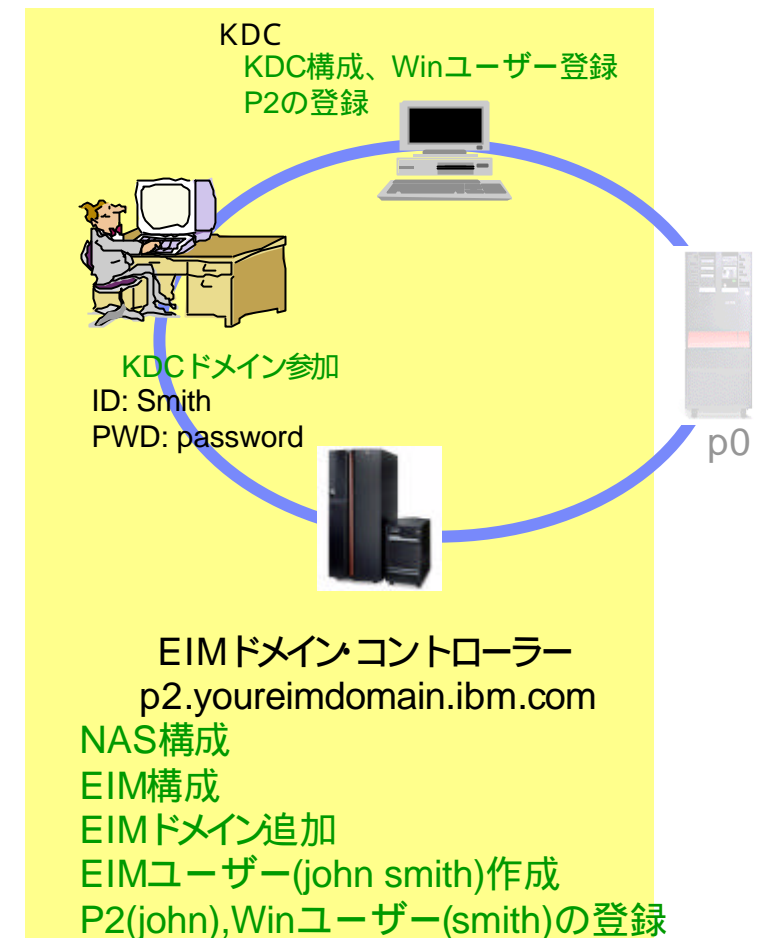 KDC
KDC構成、Winユーザー登録
P2の登録
KDCドメイン参加
ID: Smith
PWD: password
p0
EIMドメイン・コントローラー
p2.youreimdomain.ibm.com
NAS構成
EIM構成
EIMドメイン追加
EIMユーザー(john smith)作成
P2(john),Winユーザー(smith)の登録